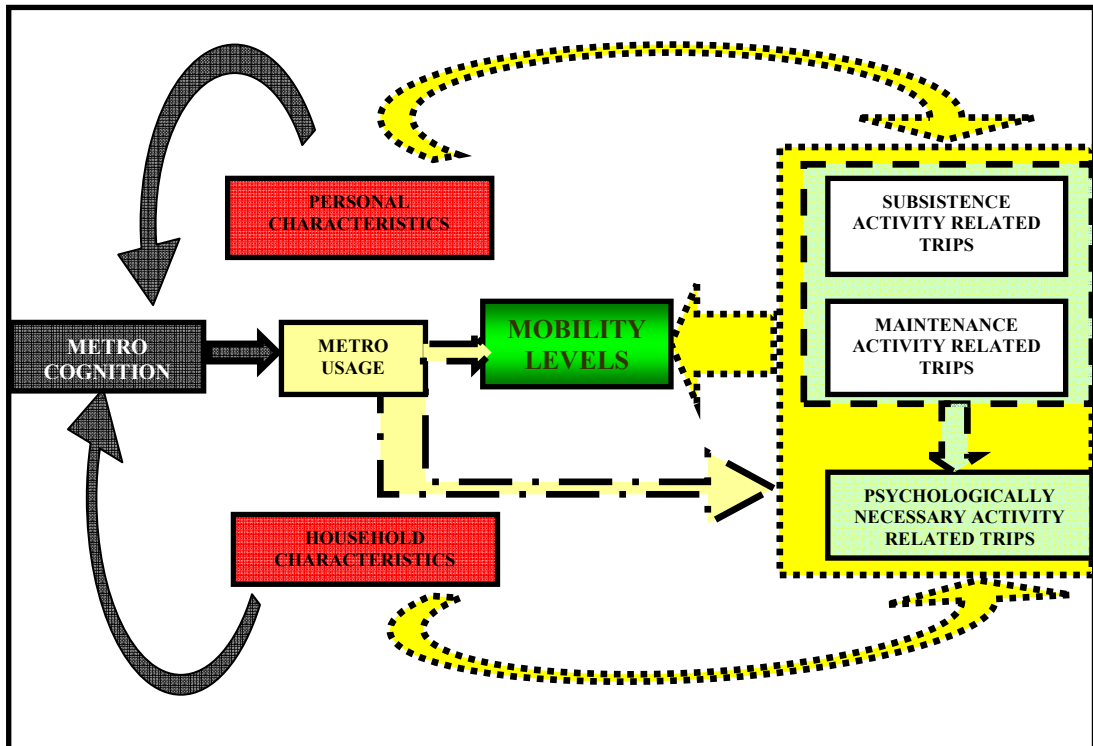 PERSONAL
CHARACTERISTICS
SUBSISTENCE
ACTIVITY RELATED
TRIPS
METRO
COGNITION
METRO
USAGE
MOBILITY
LEVELS
MAINTENANCE
ACTIVITY RELATED
TRIPS
HOUSEHOLD
CHARACTERISTICS
PSYCHOLOGICALLY
NECESSARY ACTIVITY
RELATED TRIPS